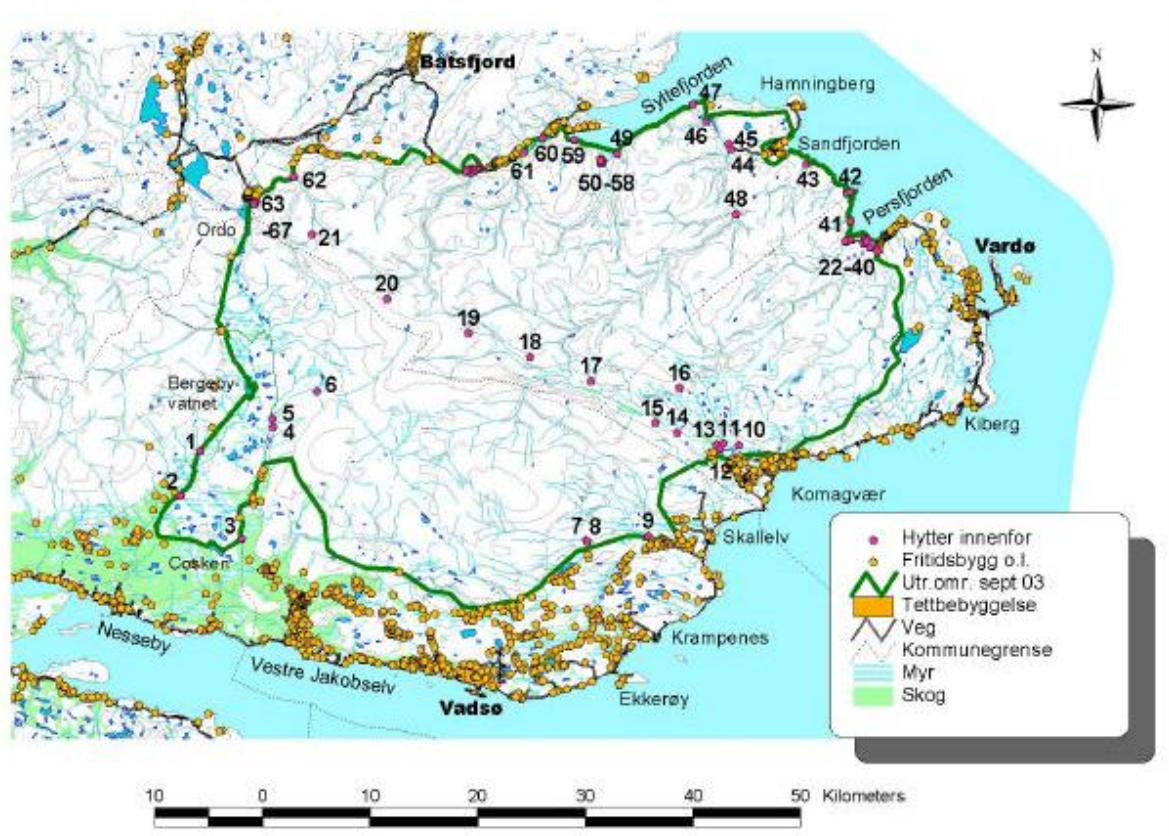 N
Båtsfjord
Syltefjorden
47
Hamningberg
46
45
44
Sandfjorden
49
60
59
61
50
-58
43
42
62
48
Persfjorden
41
63
-67
Ordo
21
22-40
Vardø
20
19
18
17
16
Bergeby-
vatnet
6
5
4
15
14
13
11
10
12
Kiberg
1
2
3
Komagvær
7
8
9
Skallelv
Cosken
Nesseby
Vestre Jakobselv
Vadsø
Krampenes
Ekkerøy
Hytter innenfor
Fritidsbygg o.l.
Utr.omr. sept 03
Tettbebyggelse
Veg
Kommunegrense
Myr
Skog
10 0 10 20 30 40 50 Kilometers